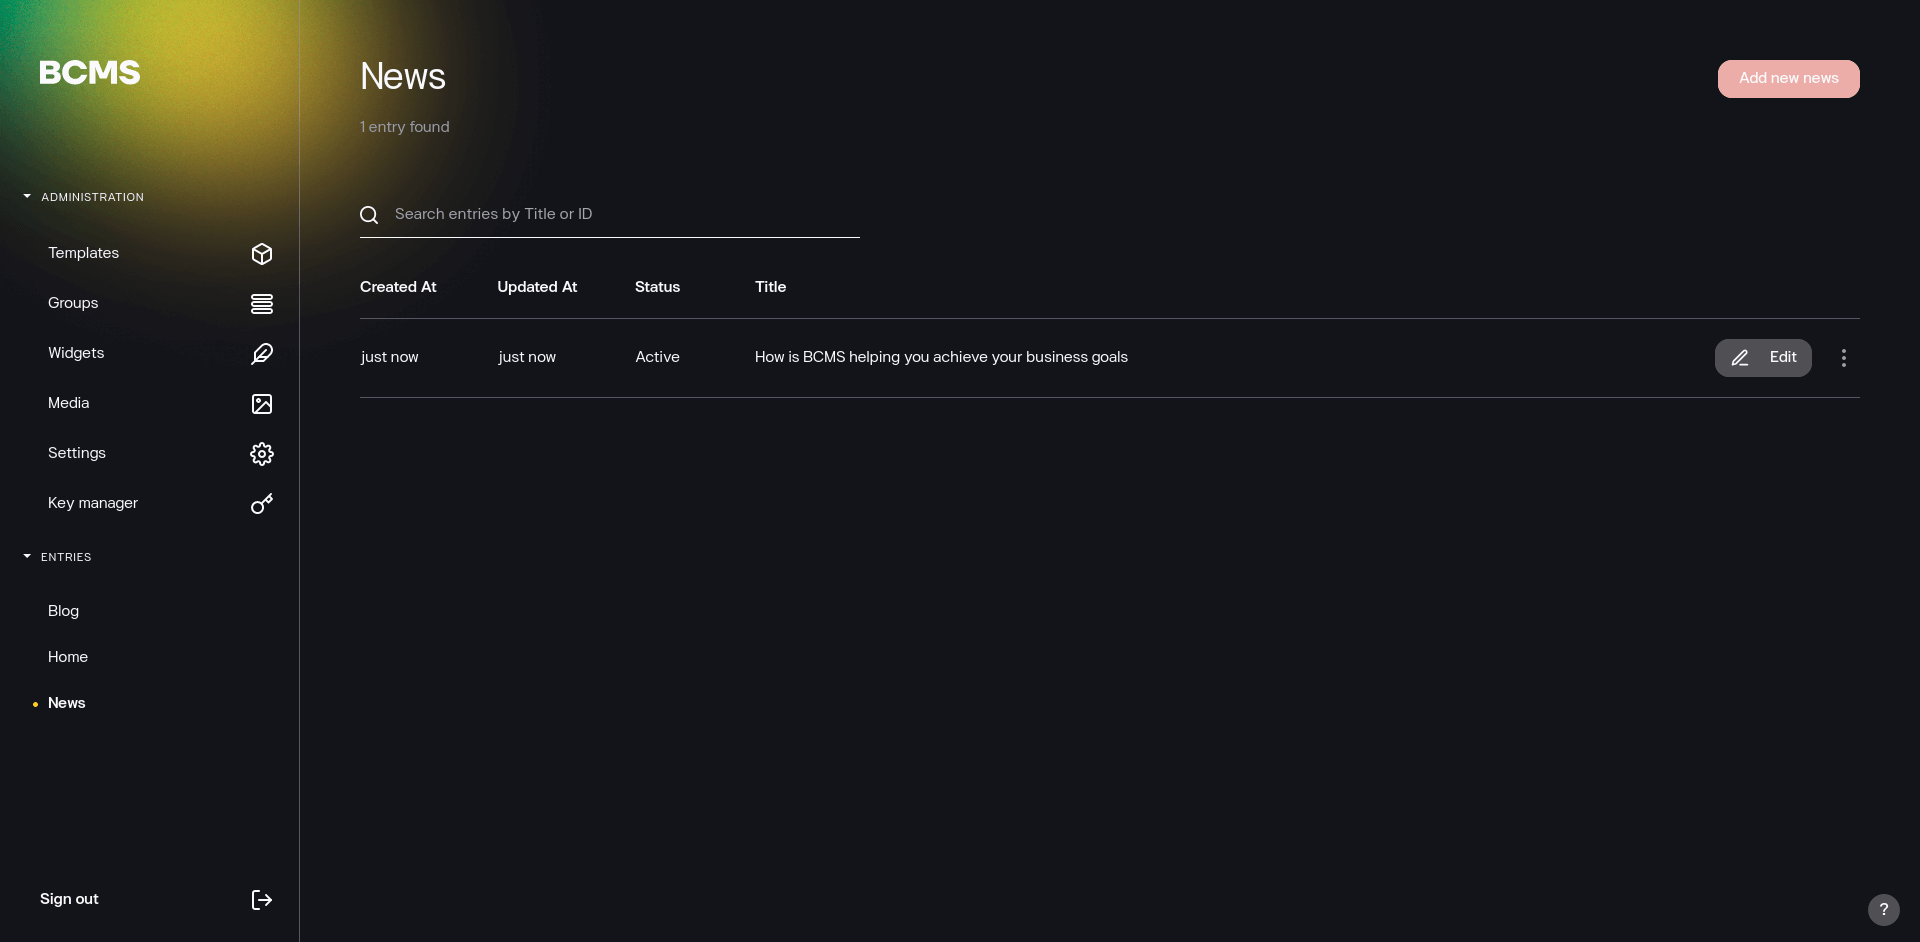 BCMS
ADMINISTRATION
Templates
Groups
Widgets
Media
Settings
Key manager
ENTRIES
Blog
Home
News
Sign out
News
Add new news
1 entry found
Search entries by Title or ID
Created At Updated At Status Title
just now just now Active How is BCMS helping you achieve your business goals Edit
?